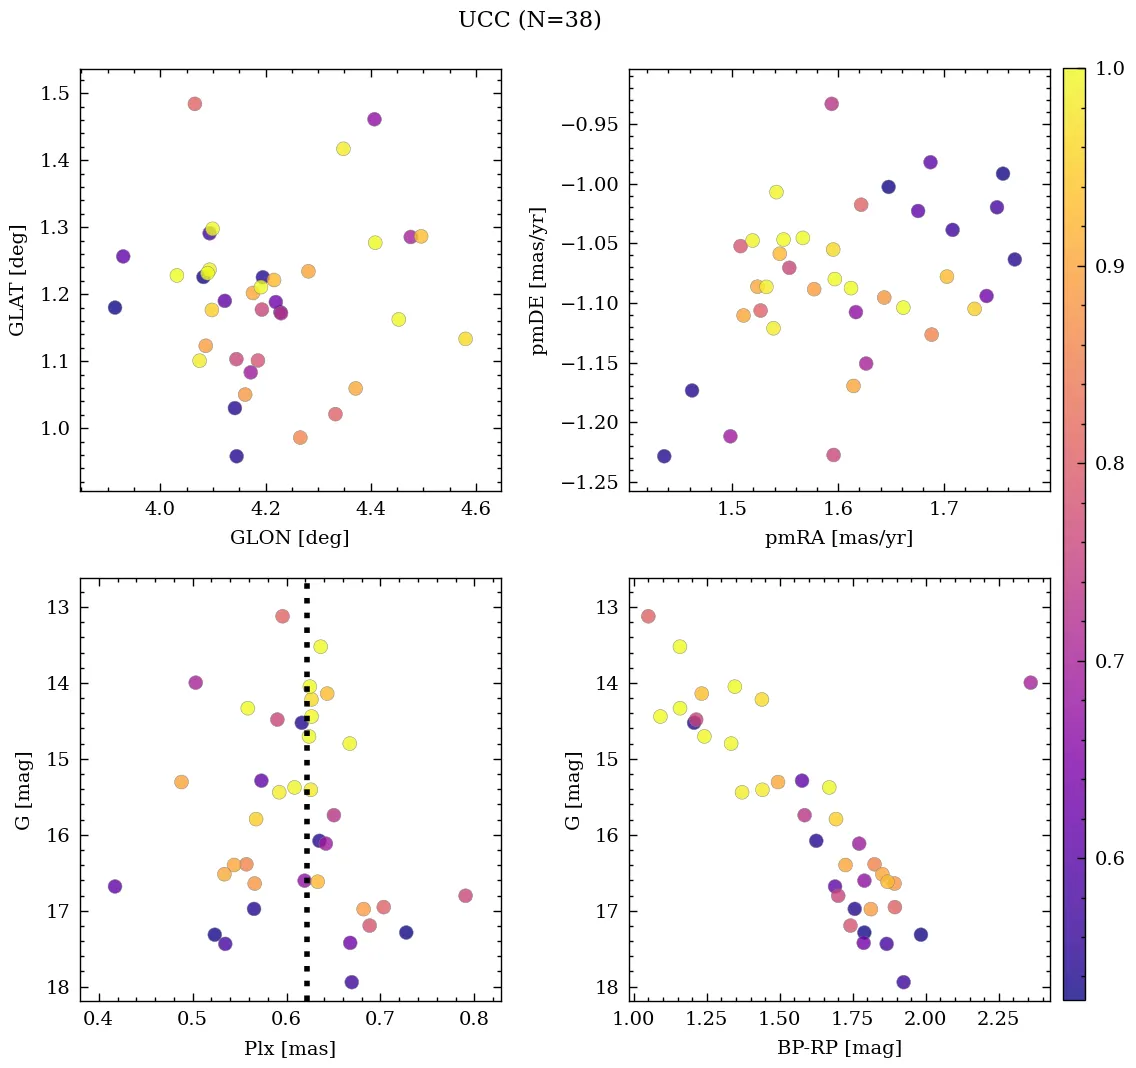 UCC (N=38)
1.5
1.4
1.3
1.2
1.1
1.0
GLAT [deg]
4.0 4.2 4.4 4.6
GLON [deg]
−0.95
−1.00
−1.05
−1.10
−1.15
−1.20
−1.25
pmDE [mas/yr]
1.5 1.6 1.7
pmRA [mas/yr]
13
14
15
16
17
18
G [mag]
0.4 0.5 0.6 0.7 0.8
Plx [mas]
13
14
15
16
17
18
G [mag]
1.00 1.25 1.50 1.75 2.00 2.25
BP-RP [mag]
1.0
0.9
0.8
0.7
0.6